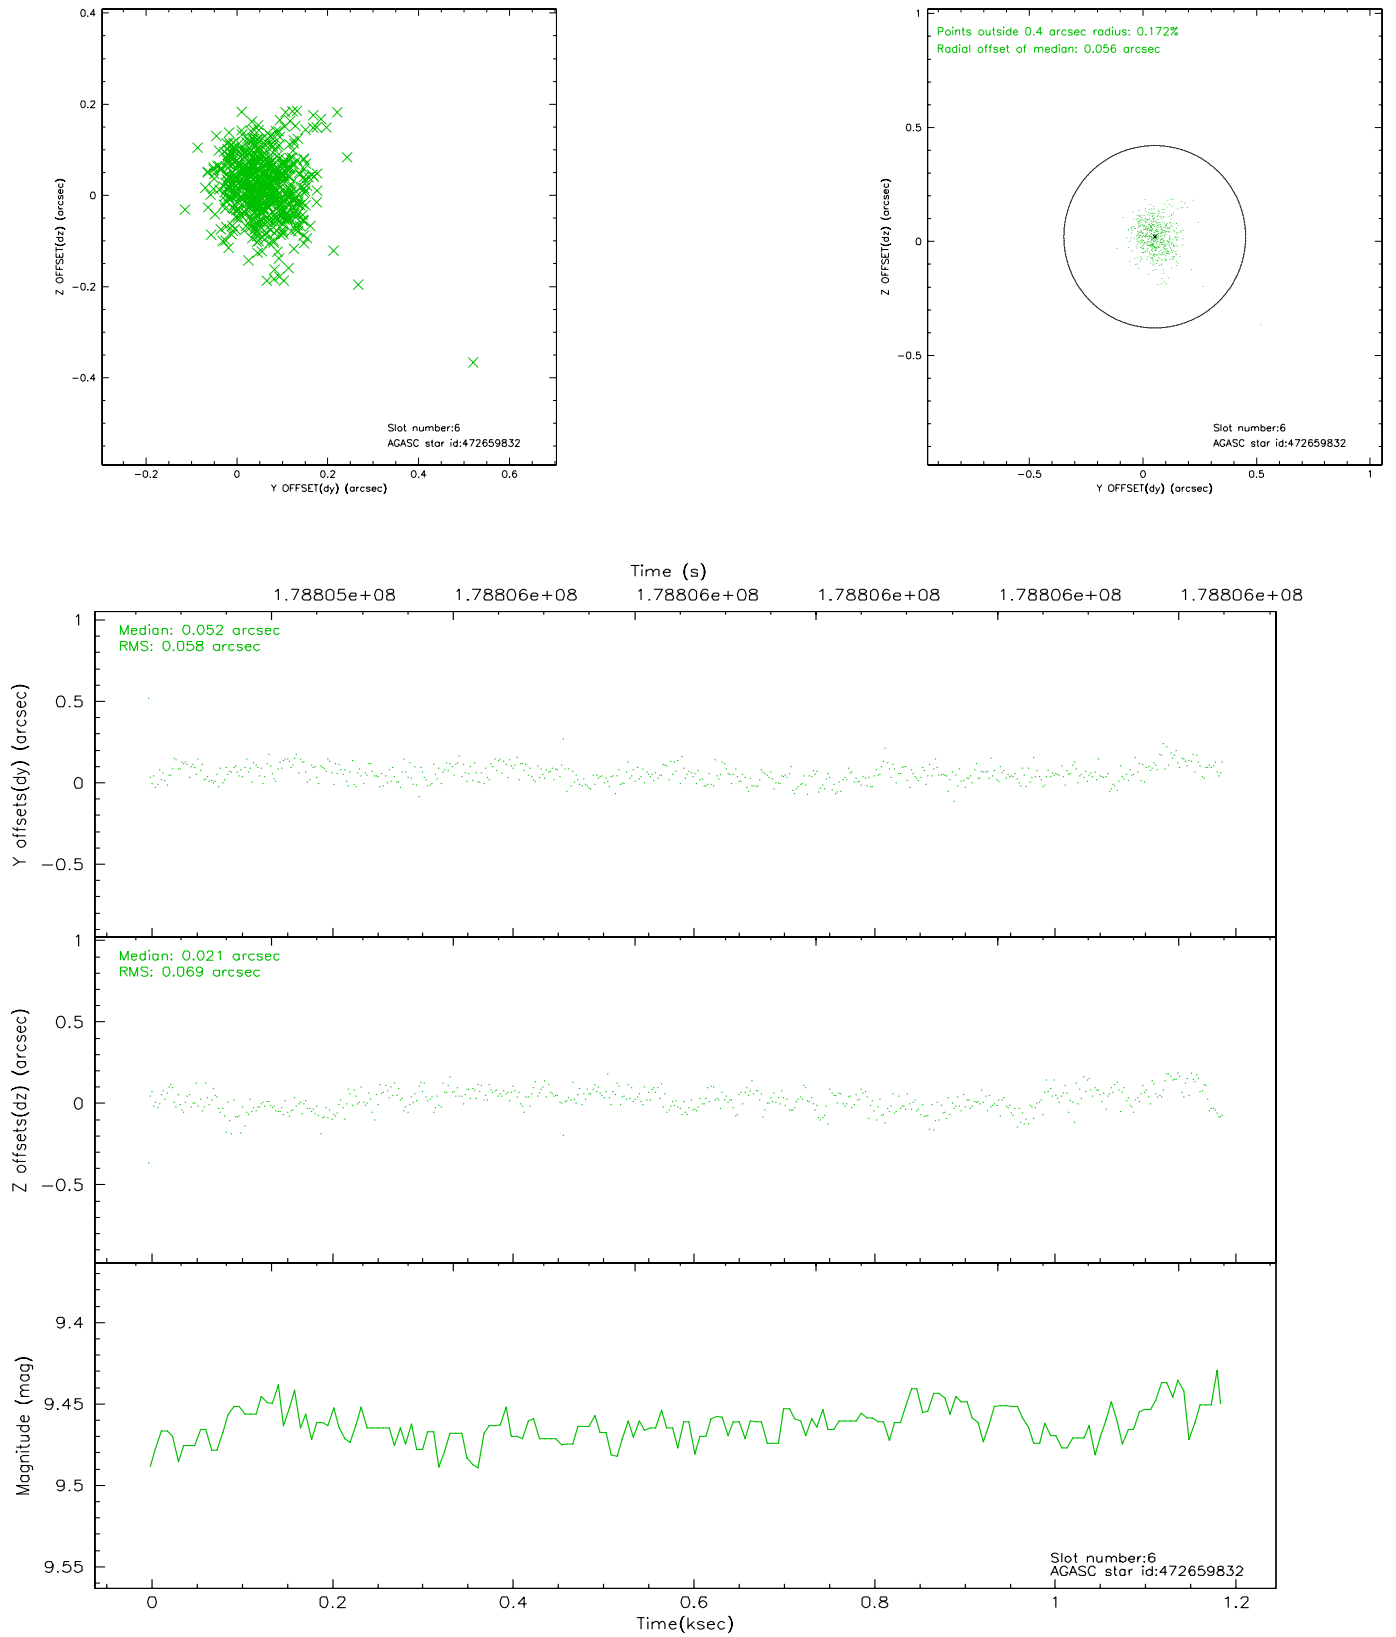 0.4
0.2
0
−0.2
−0.4
Z OFFSET(dz) (arcsec)
Slot number:6
AGASC star id:472659832
−0.2 0 0.2 0.4 0.6
Y OFFSET(dy) (arcsec)
Points outside 0.4 arcsec radius: 0.172%
Radial offset of median: 0.056 arcsec
1
0.5
0
−0.5
Z OFFSET(dz) (arcsec)
Slot number:6
AGASC star id:472659832
−0.5 0 0.5 1
Y OFFSET(dy) (arcsec)
Time (s)
1.78805e+08 1.78806e+08 1.78806e+08 1.78806e+08 1.78806e+08 1.78806e+08
Median: 0.052 arcsec
RMS: 0.058 arcsec
1
0.5
0
−0.5
Y offsets(dy) (arcsec)
Median: 0.021 arcsec
RMS: 0.069 arcsec
1
0.5
0
−0.5
Z offsets(dz) (arcsec)
9.4
9.45
9.5
9.55
Magnitude (mag)
Slot number:6
AGASC star id:472659832
0 0.2 0.4 0.6 0.8 1 1.2
Time(ksec)